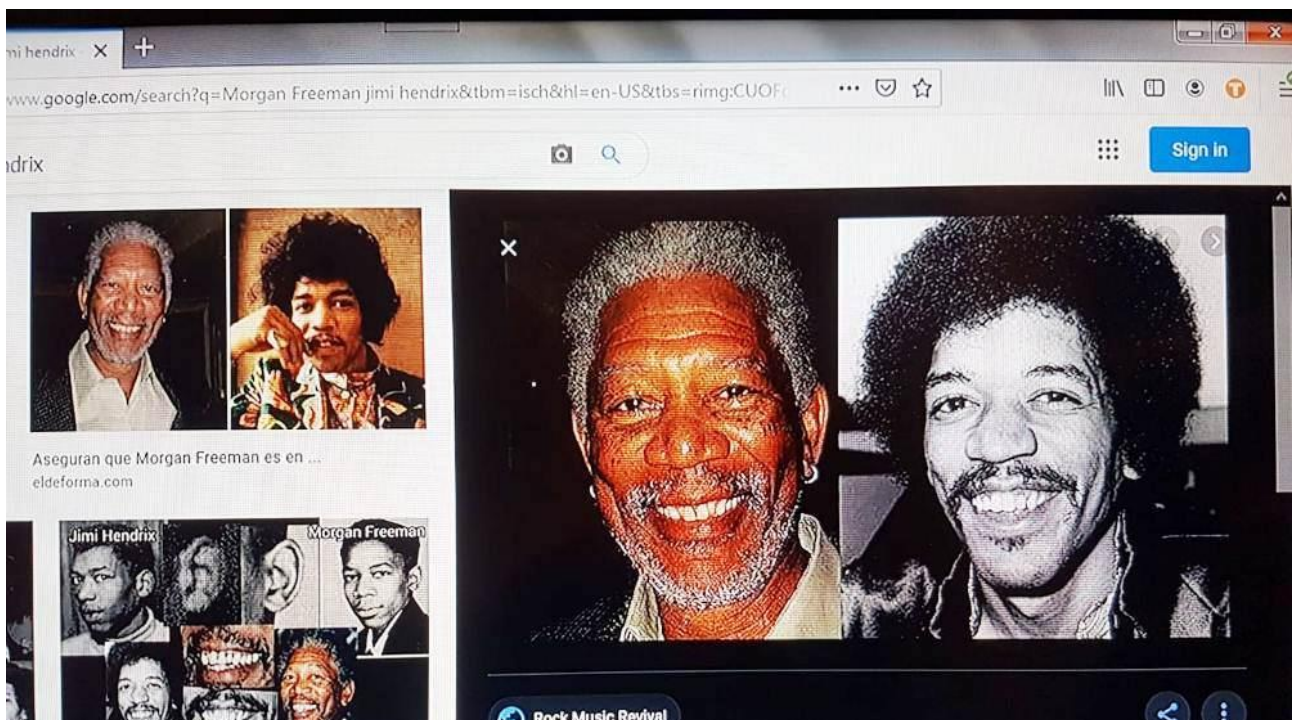 mi hendrix
www.google.com/search?q=Morgan Freeman jimi hendrix&tbm=isch&hl=en-US&tbs=rimg:CUOF
ndrix
Sign in
Aseguran que Morgan Freeman es en ...
eldeforma.com
Jimi Hendrix
Morgan Freeman
Rock Music Revival